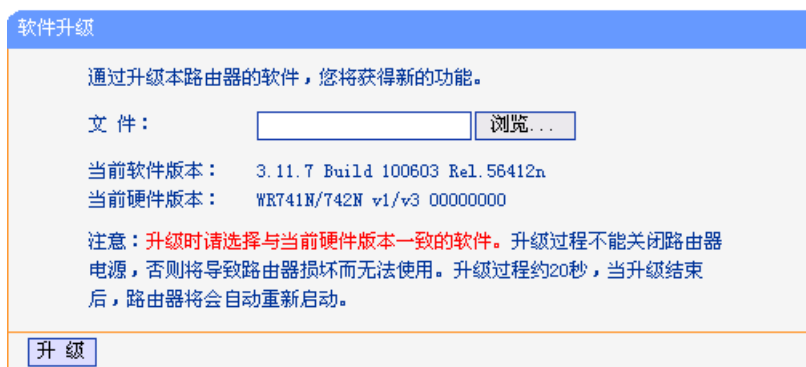 软件升级
通过升级本路由器的软件，您将获得新的功能。
文 件： 浏览...
当前软件版本： 3.11.7 Build 100603 Rel.56412n
当前硬件版本： WR741N/742N v1/v3 00000000
注意：升级时请选择与当前硬件版本一致的软件。升级过程不能关闭路由器
电源，否则将导致路由器损坏而无法使用。升级过程约20秒，当升级结束
后，路由器将会自动重新启动。
升 级